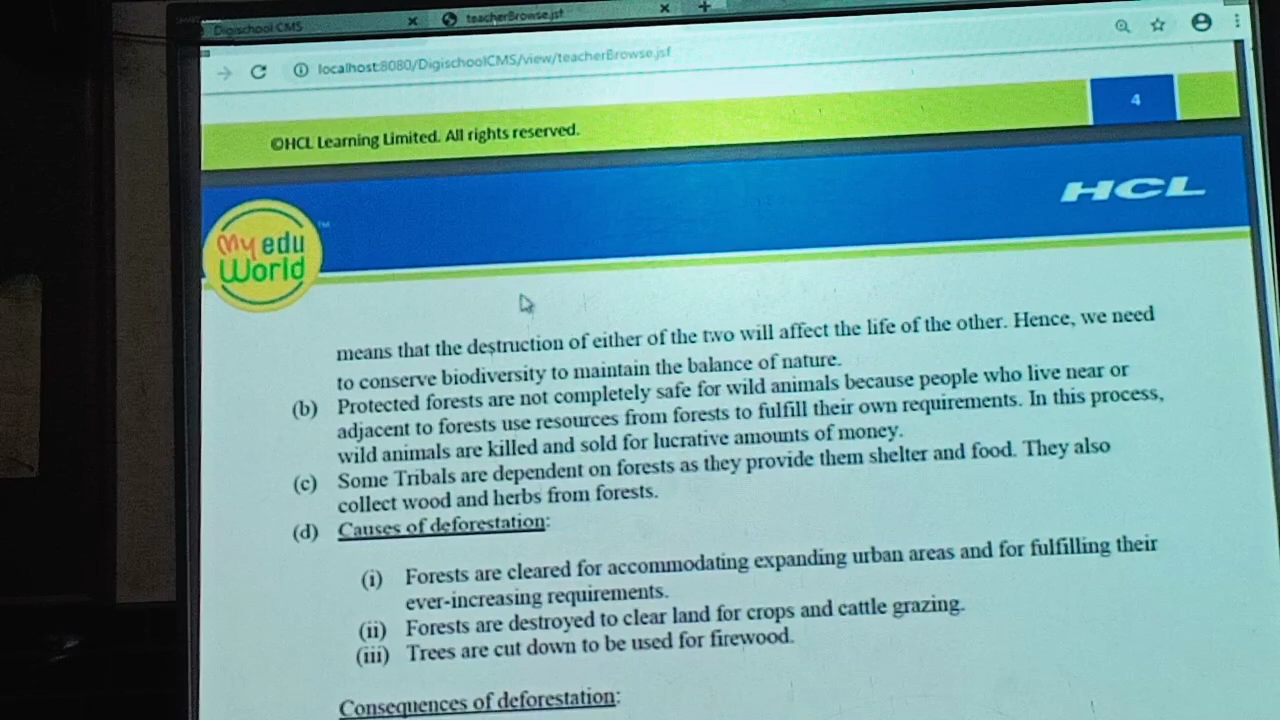 Digischool CMS
teacherBrowse.jsf
localhost:8080/DigischoolCMS/view/teacherBrowse.jsf
4
©HCL Learning Limited. All rights reserved.
HCL
My edu
World
TM
means that the destruction of either of the two will affect the life of the other. Hence, we need
to conserve biodiversity to maintain the balance of nature.
(b) Protected forests are not completely safe for wild animals because people who live near or
adjacent to forests use resources from forests to fulfill their own requirements. In this process,
wild animals are killed and sold for lucrative amounts of money.
(c) Some Tribals are dependent on forests as they provide them shelter and food. They also
collect wood and herbs from forests.
(d) Causes of deforestation:
(i) Forests are cleared for accommodating expanding urban areas and for fulfilling their
ever-increasing requirements.
(ii) Forests are destroyed to clear land for crops and cattle grazing.
(iii) Trees are cut down to be used for firewood.
Consequences of deforestation: